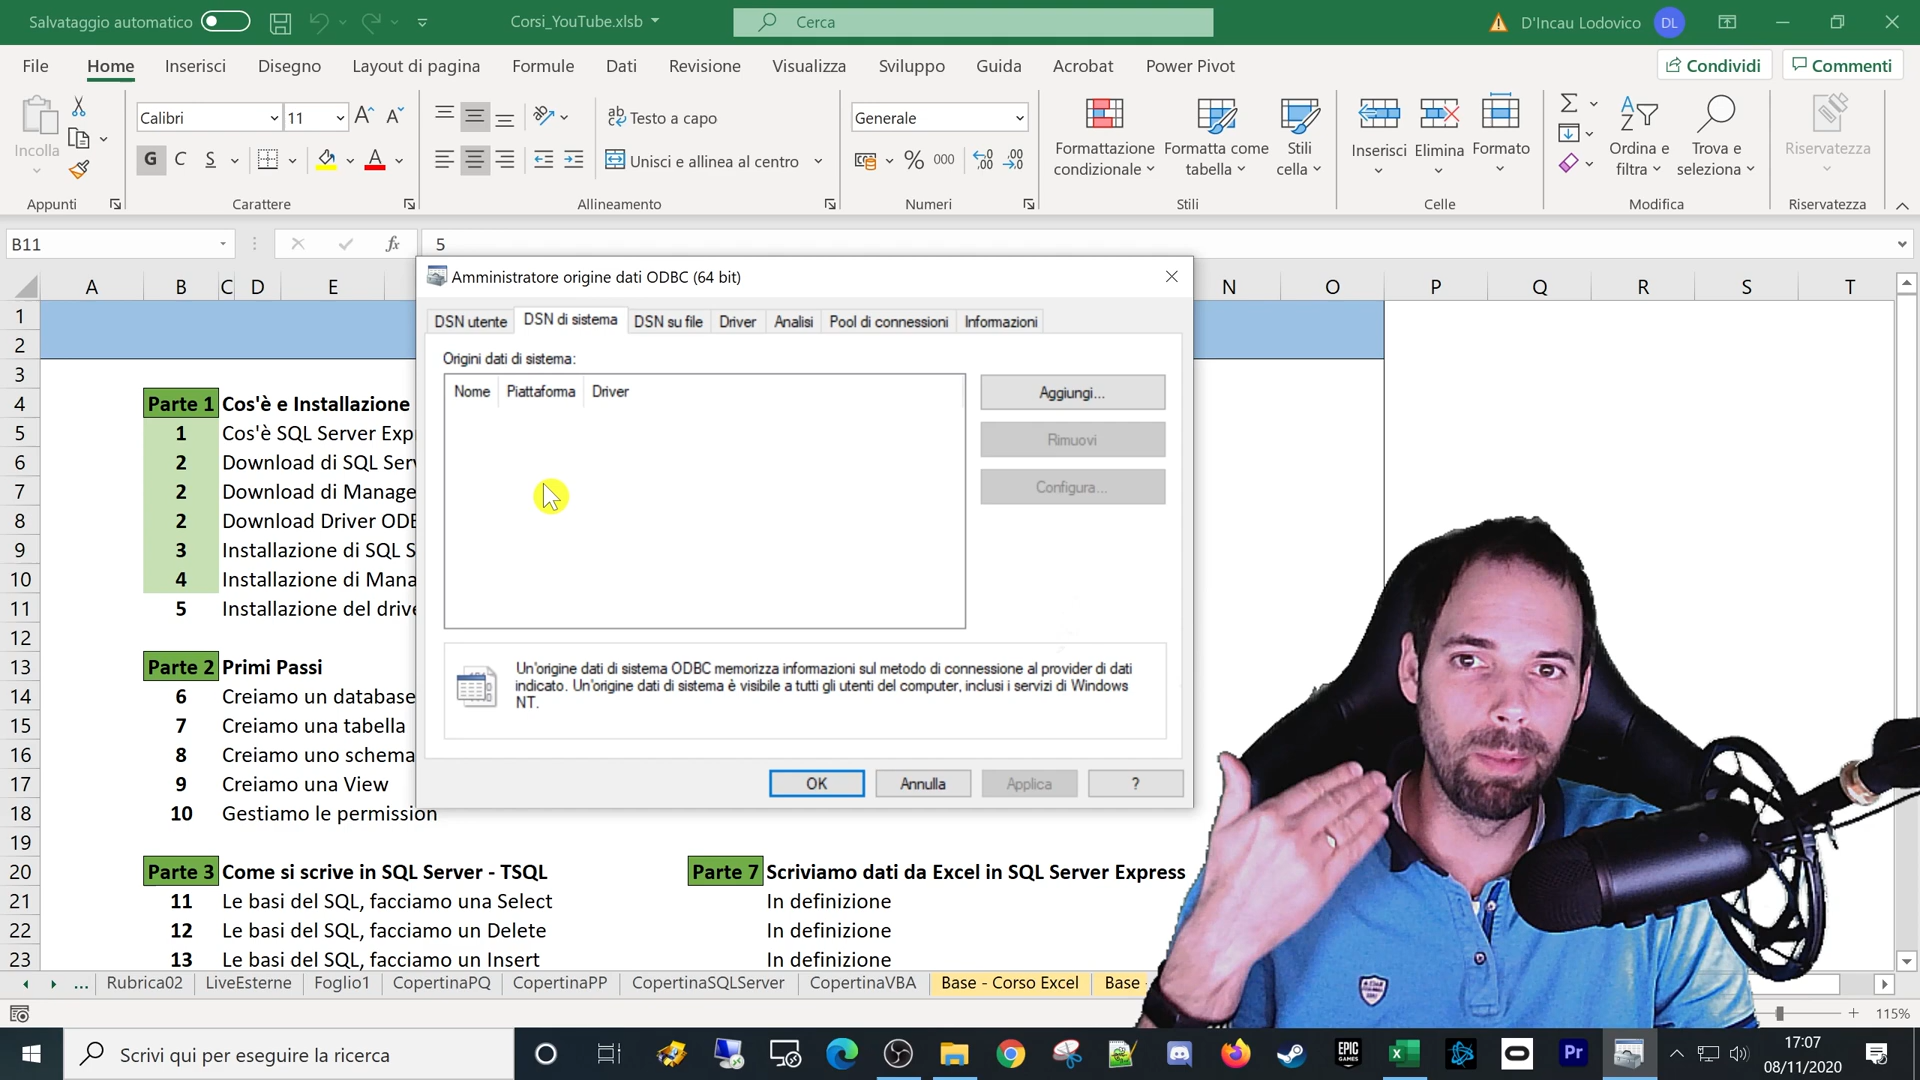 Salvataggio automatico
Corsi_YouTube.xlsb
Cerca
D'Incau Lodovico
DL
File Home Inserisci Disegno Layout di pagina Formule Dati Revisione Visualizza Sviluppo Guida Acrobat Power Pivot
Condividi
Commenti
Incolla
Appunti
Calibri
11
G C S
Carattere
Testo a capo
Unisci e allinea al centro
Allineamento
Generale
% 000
Numeri
Formattazione condizionale
Formatta come tabella
Stili cella
Stili
Inserisci Elimina Formato
Celle
Ordina e filtra
Trova e seleziona
Modifica
Riservatezza
Riservatezza
B11
fx
5
A B C D E N O P Q R S T
Amministratore origine dati ODBC (64 bit)
DSN utente DSN di sistema DSN su file Driver Analisi Pool di connessioni Informazioni
Origini dati di sistema:
Nome Piattaforma Driver
Aggiungi...
Rimuovi
Configura...
Un'origine dati di sistema ODBC memorizza informazioni sul metodo di connessione al provider di dati
indicato. Un'origine dati di sistema è visibile a tutti gli utenti del computer, inclusi i servizi di Windows
NT.
OK Annulla Applica ?
1
2
3
4 Parte 1 Cos'è e Installazione
5 1 Cos'è SQL Server Exp
6 2 Download di SQL Ser
7 2 Download di Manage
8 2 Download Driver ODB
9 3 Installazione di SQL S
10 4 Installazione di Mana
11 5 Installazione del drive
12
13 Parte 2 Primi Passi
14 6 Creiamo un database
15 7 Creiamo una tabella
16 8 Creiamo uno schema
17 9 Creiamo una View
18 10 Gestiamo le permission
19
20 Parte 3 Come si scrive in SQL Server - TSQL Parte 7 Scriviamo dati da Excel in SQL Server Express
21 11 Le basi del SQL, facciamo una Select In definizione
22 12 Le basi del SQL, facciamo un Delete In definizione
23 13 Le basi del SQL, facciamo un Insert In definizione
... Rubrica02 LiveEsterne Foglio1 CopertinaPQ CopertinaPP CopertinaSQLServer CopertinaVBA Base - Corso Excel Base -
115%
Scrivi qui per eseguire la ricerca
EPIC GAMES
Pr
17:07
08/11/2020